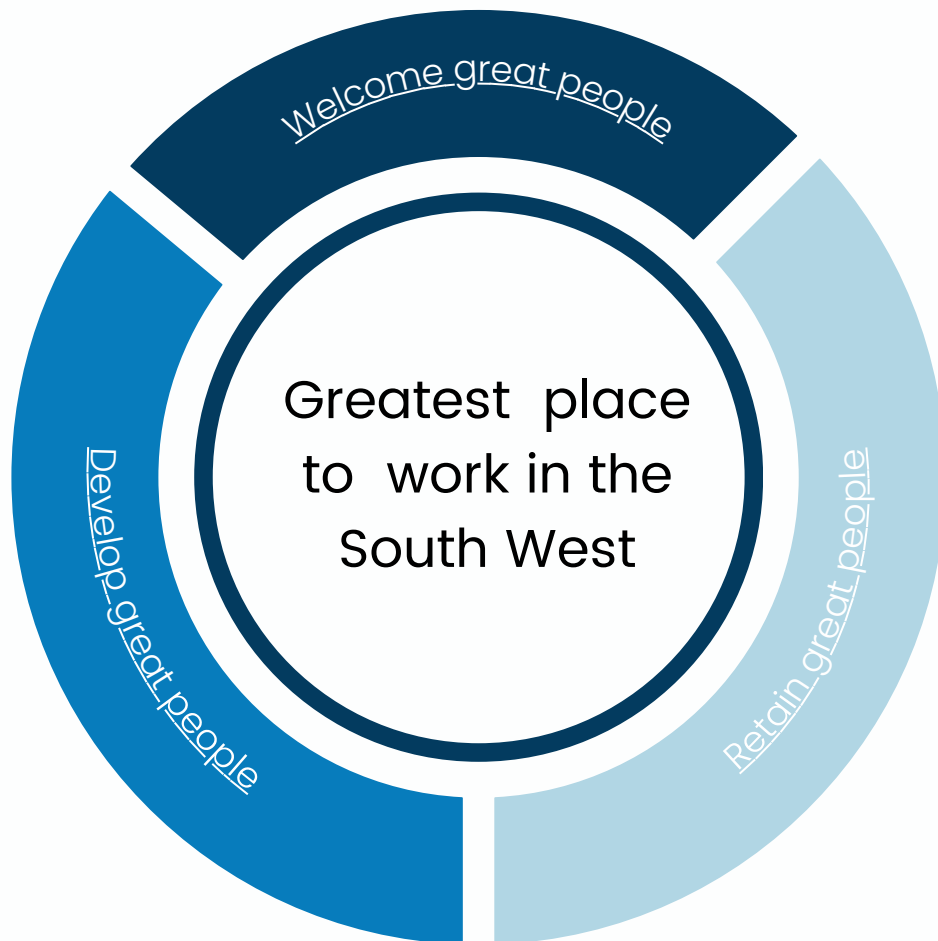 Welcome great people
Greatest place
to work in the
South West
Develop great people
Retain great people